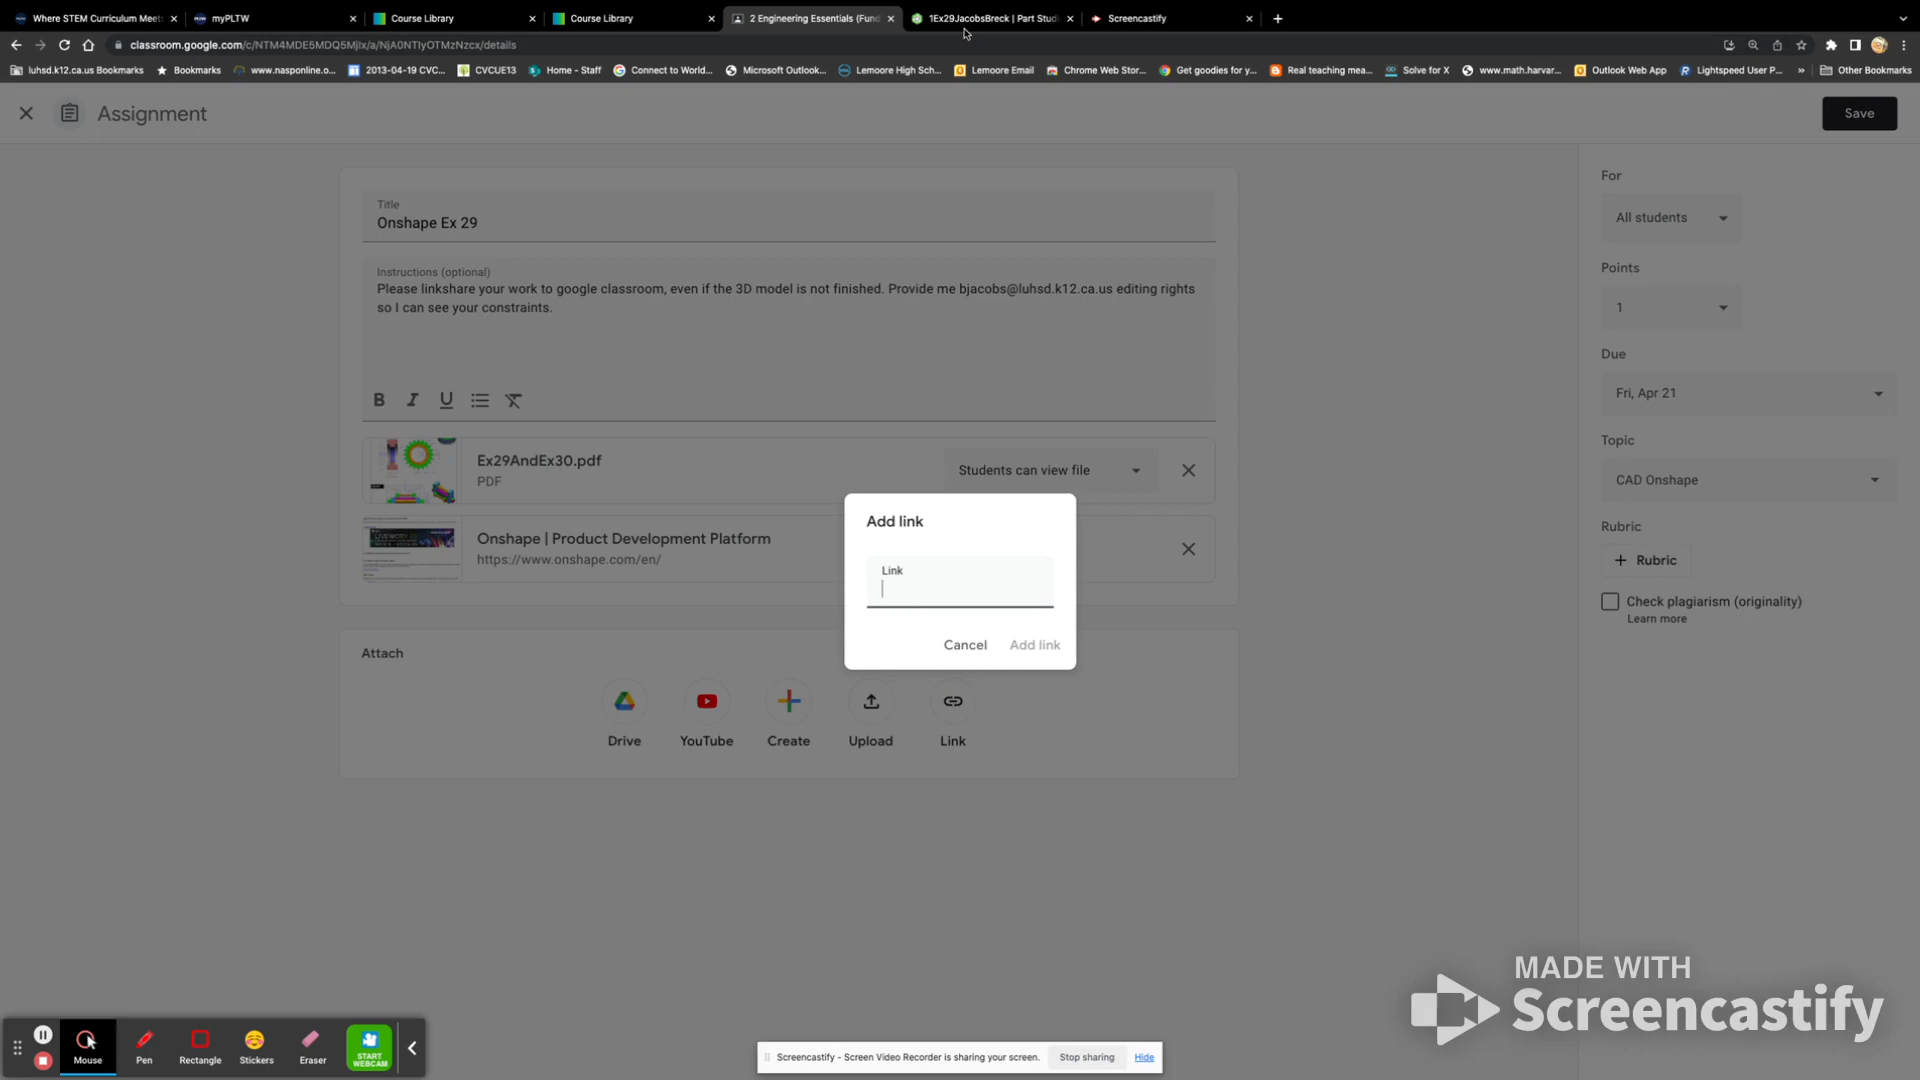 Where STEM Curriculum Meet
myPLTW
Course Library
Course Library
2 Engineering Essentials (Fund
1Ex29JacobsBreck | Part Studi
Screencastify
classroom.google.com/c/NTM4MDE5MDQ5Mjlx/a/NjA0NTIyOTMzNzcx/details
luhsd.k12.ca.us Bookmarks
Bookmarks
www.nasponline.o...
2013-04-19 CVC...
CVCUE13
Home - Staff
Connect to World...
Microsoft Outlook...
Lemoore High Sch...
Lemoore Email
Chrome Web Stor...
Get goodies for y...
Real teaching mea...
Solve for X
www.math.harvar...
Outlook Web App
Lightspeed User P...
»
Other Bookmarks
Assignment
Save
Title
Onshape Ex 29
Instructions (optional)
Please linkshare your work to google classroom, even if the 3D model is not finished. Provide me bjacobs@luhsd.k12.ca.us editing rights
so I can see your constraints.
B I U
Ex29AndEx30.pdf
PDF
Students can view file
Onshape | Product Development Platform
https://www.onshape.com/en/
Add link
Link
Cancel
Add link
Attach
Drive
YouTube
Create
Upload
Link
For
All students
Points
1
Due
Fri, Apr 21
Topic
CAD Onshape
Rubric
Rubric
Check plagiarism (originality)
Learn more
MADE WITH
Screencastify
Mouse
Pen
Rectangle
Stickers
Eraser
START
WEBCAM
Screencastify - Screen Video Recorder is sharing your screen.
Stop sharing
Hide